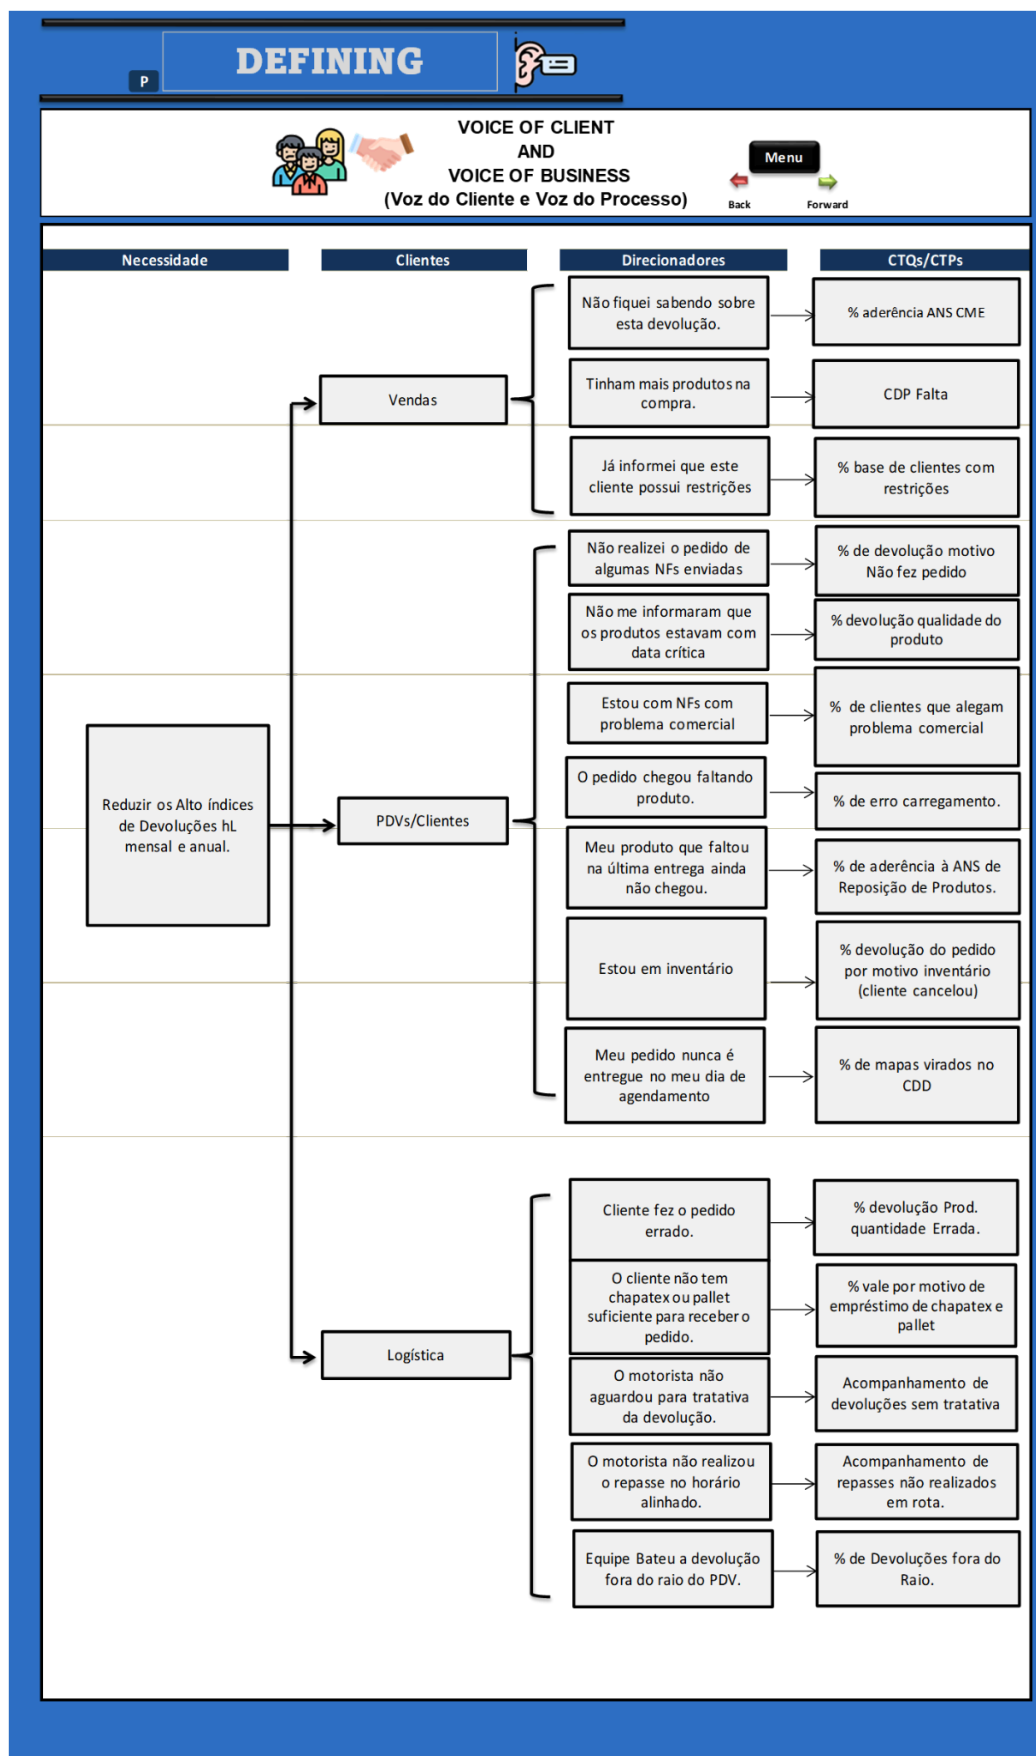 DEFINING
P
VOICE OF CLIENT
AND
VOICE OF BUSINESS
(Voz do Cliente e Voz do Processo)
Menu
Back
Forward
Necessidade
Clientes
Direcionadores
CTQs/CTPs
Reduzir os Alto índices
de Devoluções hL
mensal e anual.
Vendas
Não fiquei sabendo sobre
esta devolução.
% aderência ANS CME
Tinham mais produtos na
compra.
CDP Falta
Já informei que este
cliente possui restrições
% base de clientes com
restrições
PDVs/Clientes
Não realizei o pedido de
algumas NFs enviadas
% de devolução motivo
Não fez pedido
Não me informaram que
os produtos estavam com
data crítica
% devolução qualidade do
produto
Estou com NFs com
problema comercial
% de clientes que alegam
problema comercial
O pedido chegou faltando
produto.
% de erro carregamento.
Meu produto que faltou
na última entrega ainda
não chegou.
% de aderência à ANS de
Reposição de Produtos.
Estou em inventário
% devolução do pedido
por motivo inventário
(cliente cancelou)
Meu pedido nunca é
entregue no meu dia de
agendamento
% de mapas virados no
CDD
Logística
Cliente fez o pedido
errado.
% devolução Prod.
quantidade Errada.
O cliente não tem
chapatex ou pallet
suficiente para receber o
pedido.
% vale por motivo de
empréstimo de chapatex e
pallet
O motorista não
aguardou para tratativa
da devolução.
Acompanhamento de
devoluções sem tratativa
O motorista não realizou
o repasse no horário
alinhado.
Acompanhamento de
repasses não realizados
em rota.
Equipe Bateu a devolução
fora do raio do PDV.
% de Devoluções fora do
Raio.